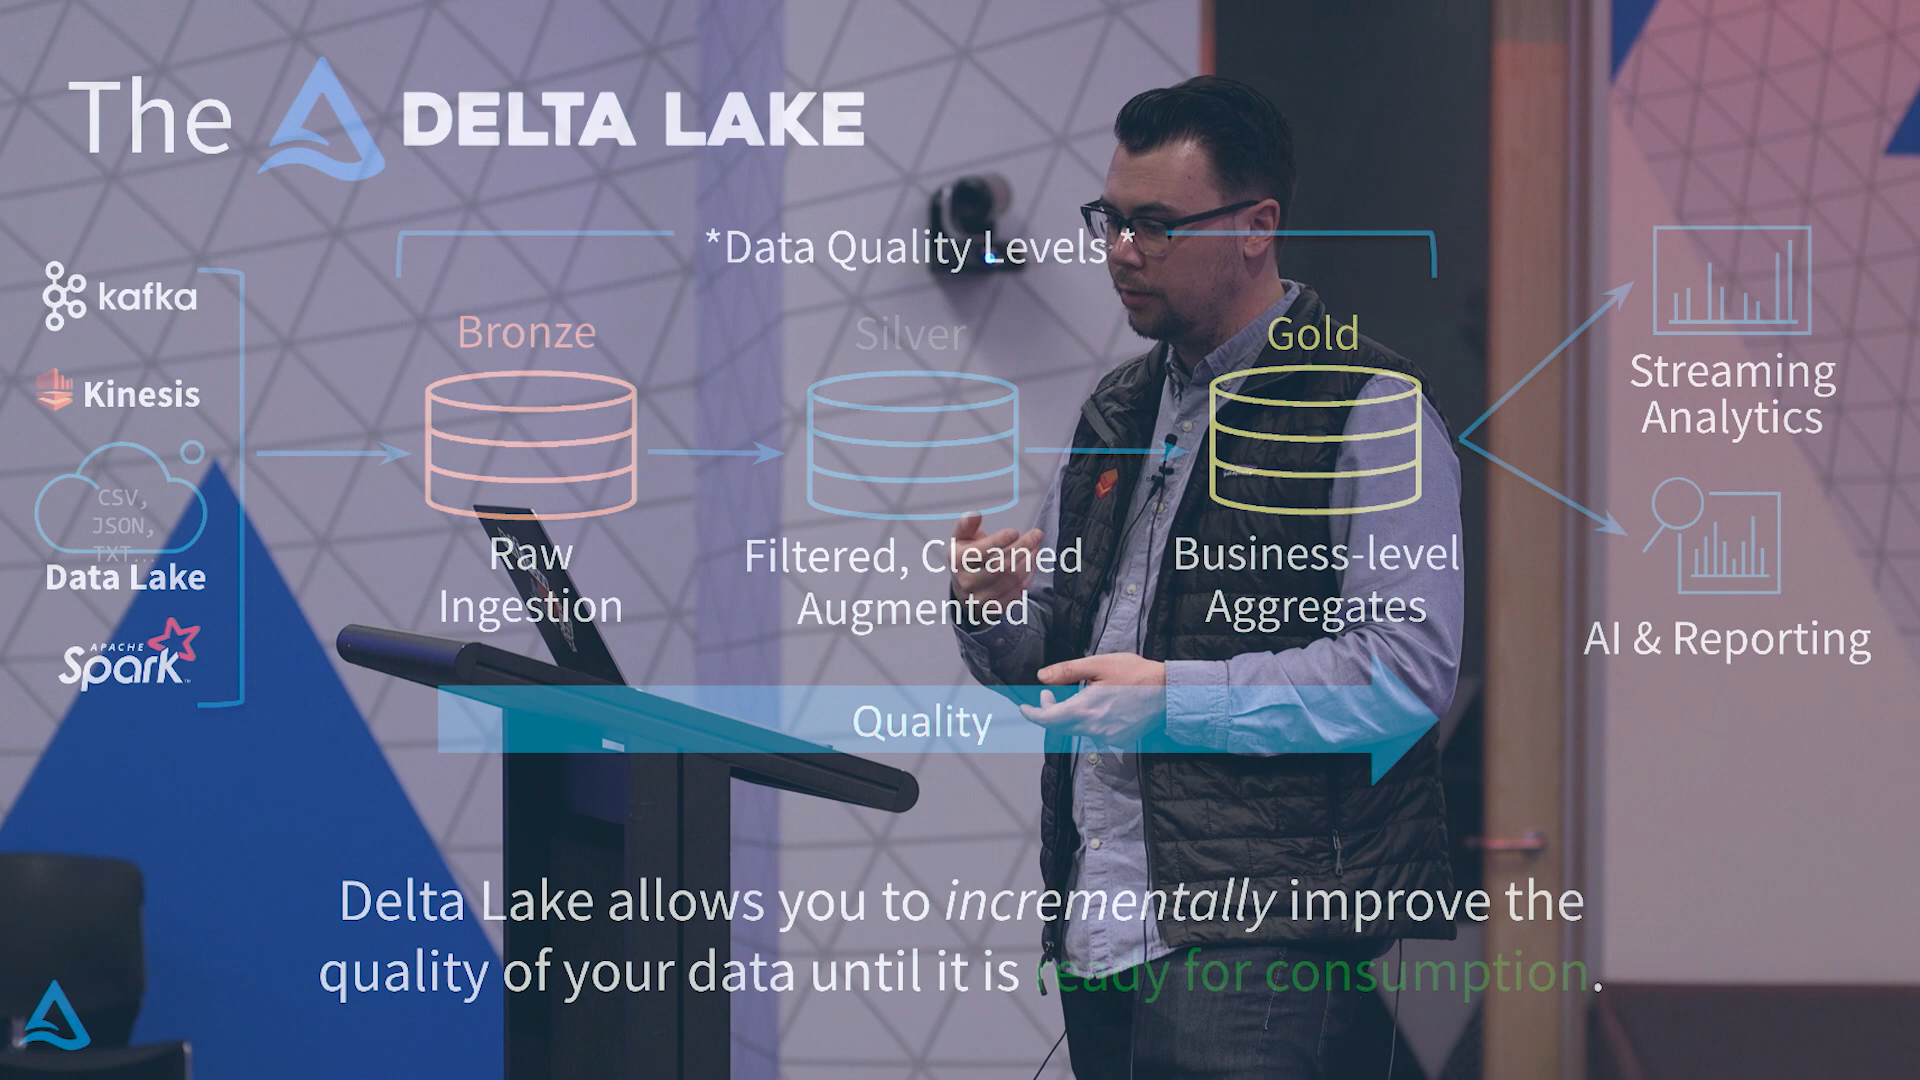 The DELTA LAKE
*Data Quality Levels*
kafka
Kinesis
CSV,
JSON,
TXT...
Data Lake
APACHE
Spark™
Bronze
Silver
Gold
Raw
Ingestion
Filtered, Cleaned
Augmented
Business-level
Aggregates
Streaming
Analytics
AI & Reporting
Quality
Delta Lake allows you to incrementally improve the
quality of your data until it is ready for consumption.